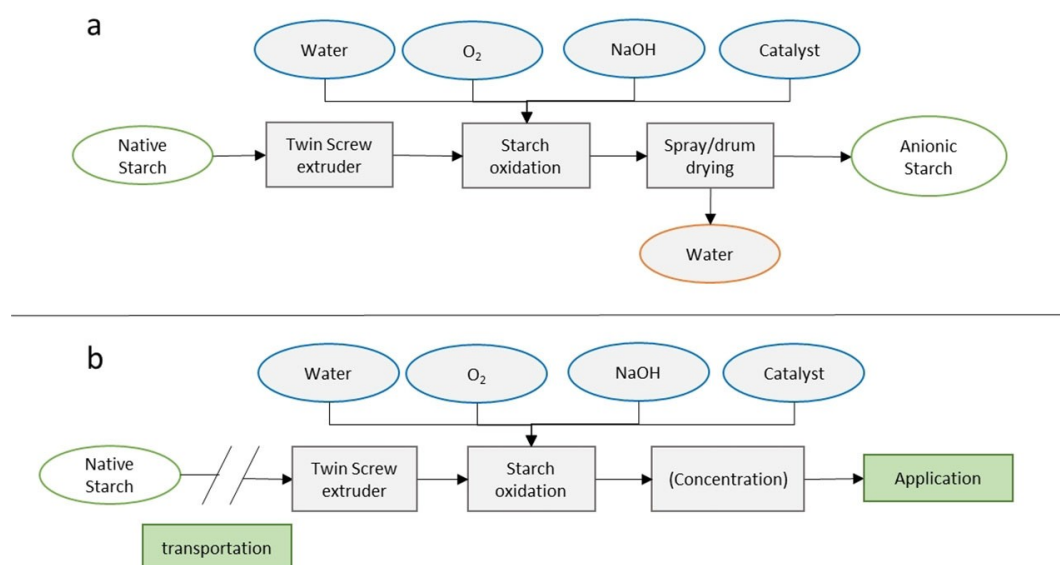 a
Water
O₂
NaOH
Catalyst
Native
Starch
Twin Screw
extruder
Starch
oxidation
Spray/drum
drying
Anionic
Starch
Water
b
Water
O₂
NaOH
Catalyst
Native
Starch
Twin Screw
extruder
Starch
oxidation
(Concentration)
Application
transportation